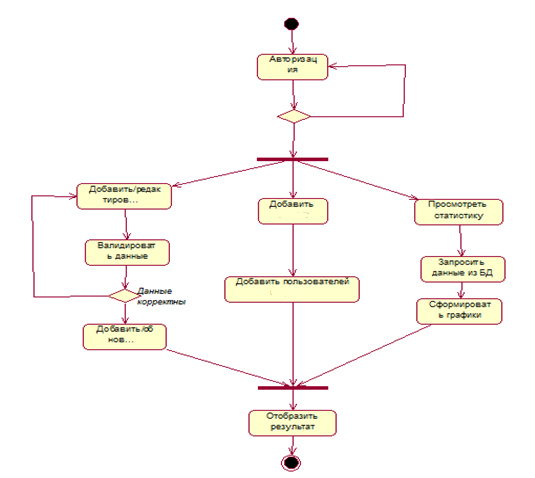 Авторизац
ия
Добавить/редак
тиров...
Валидироват
ь данные
Данные
корректны
Добавить/об
нов...
Добавить
Добавить пользователей
Просмотреть
статистику
Запросить
данные из БД
Сформироват
ь графики
Отобразить
результат